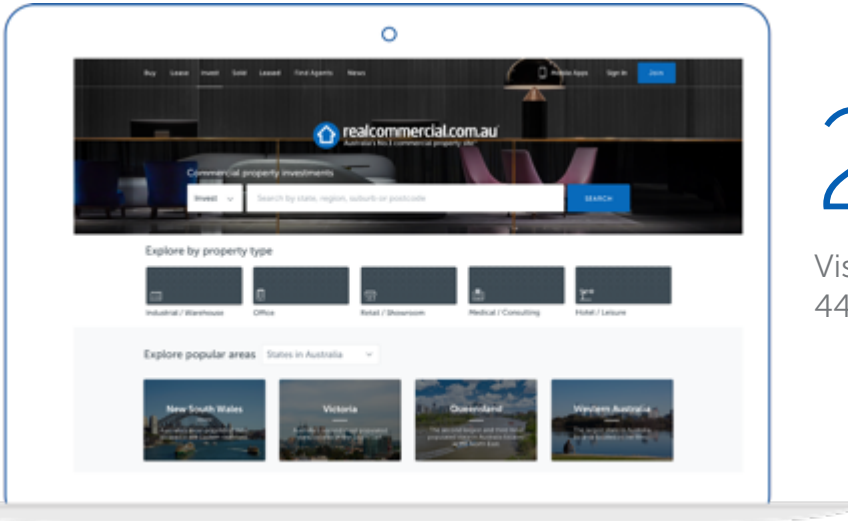 Buy Lease Invest Sold Leased Find Agents News Mobile Apps Sign In Join
realcommercial.com.au
Australia's No.1 commercial property site
Commercial property investments
Invest Search by state, region, suburb or postcode SEARCH
Explore by property type
Industrial / Warehouse Office Retail / Showroom Medical / Consulting Hotel / Leisure
Explore popular areas States in Australia
New South Wales Victoria Queensland Western Australia
2
Vis
44